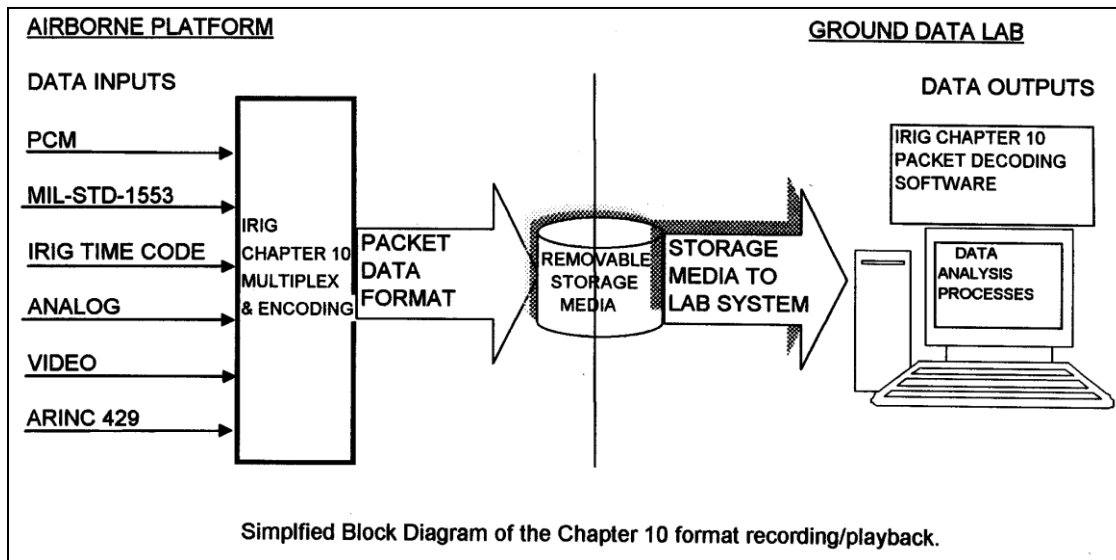 AIRBORNE PLATFORM
GROUND DATA LAB
DATA INPUTS
DATA OUTPUTS
PCM
MIL-STD-1553
IRIG TIME CODE
ANALOG
VIDEO
ARINC 429
IRIG
CHAPTER 10
MULTIPLEX
& ENCODING
PACKET
DATA
FORMAT
REMOVABLE
STORAGE
MEDIA
STORAGE
MEDIA TO
LAB SYSTEM
IRIG CHAPTER 10
PACKET DECODING
SOFTWARE
DATA
ANALYSIS
PROCESSES
Simplfied Block Diagram of the Chapter 10 format recording/playback.